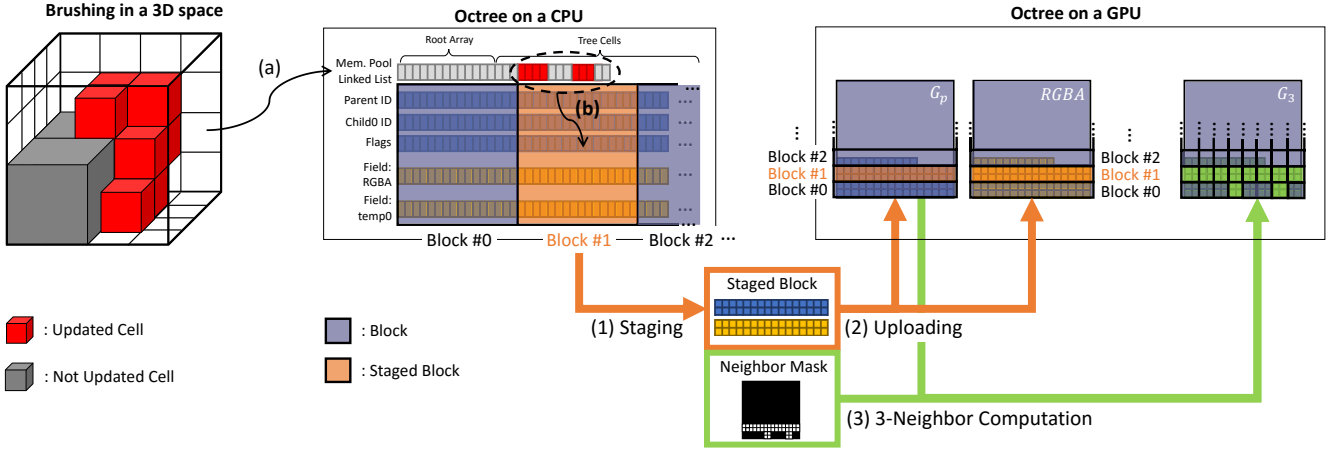 Brushing in a 3D space
Octree on a CPU
Octree on a GPU
(a)
Root Array
Tree Cells
Mem. Pool
Linked List
(b)
Parent ID
...
Child0 ID
...
Flags
...
Field:
RGBA
...
Field:
temp0
...
Block #0
Block #1
Block #2 ...
G_p
RGBA
G_3
Block #2
Block #1
Block #0
Block #2
Block #1
Block #0
: Updated Cell
: Not Updated Cell
: Block
: Staged Block
(1) Staging
Staged Block
(2) Uploading
Neighbor Mask
(3) 3-Neighbor Computation